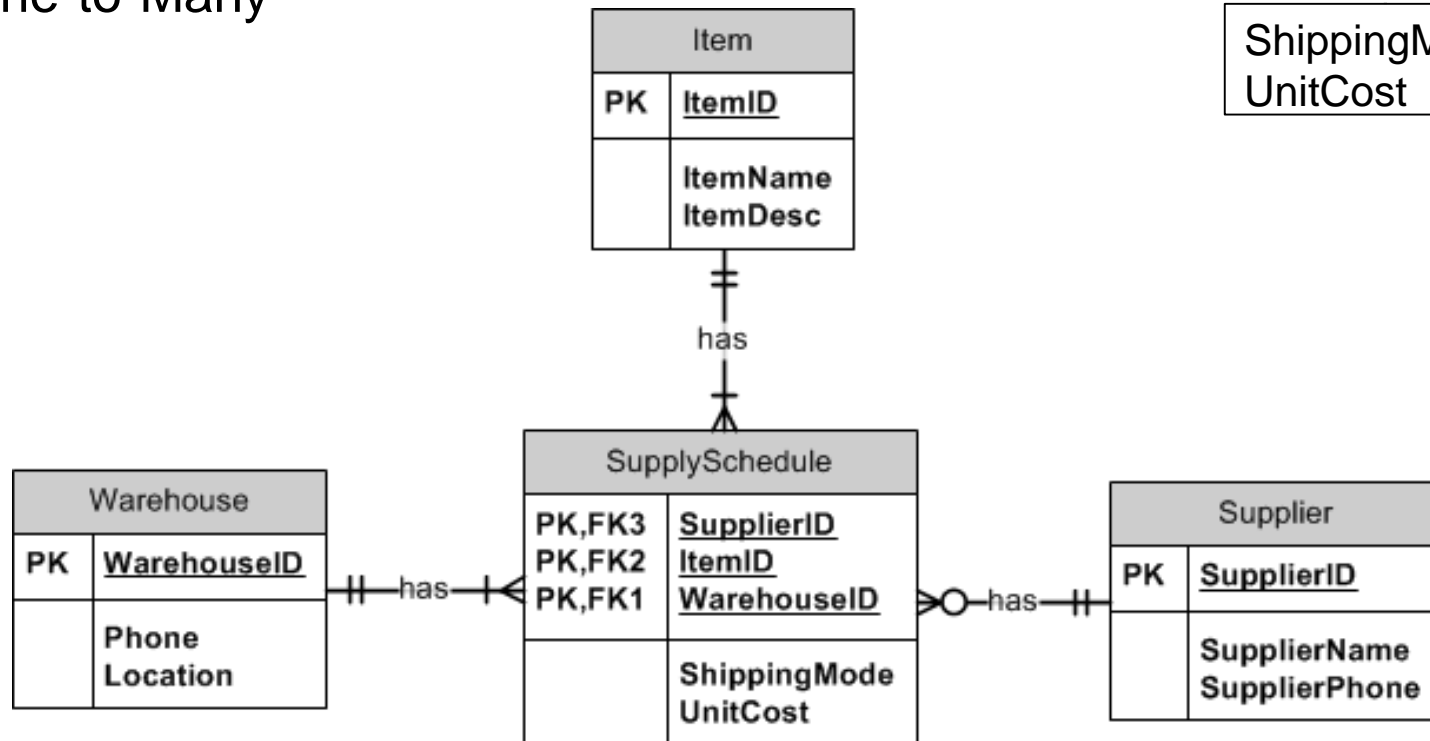 to Many
UnitCost
Item
PK ItemID
ItemName
ItemDesc
has
SupplySchedule
PK,FK3 SupplierID
PK,FK2 ItemID
PK,FK1 WarehouseID
ShippingMode
UnitCost
Warehouse
PK WarehouseID
Phone
Location
has
has
Supplier
PK SupplierID
SupplierName
SupplierPhone